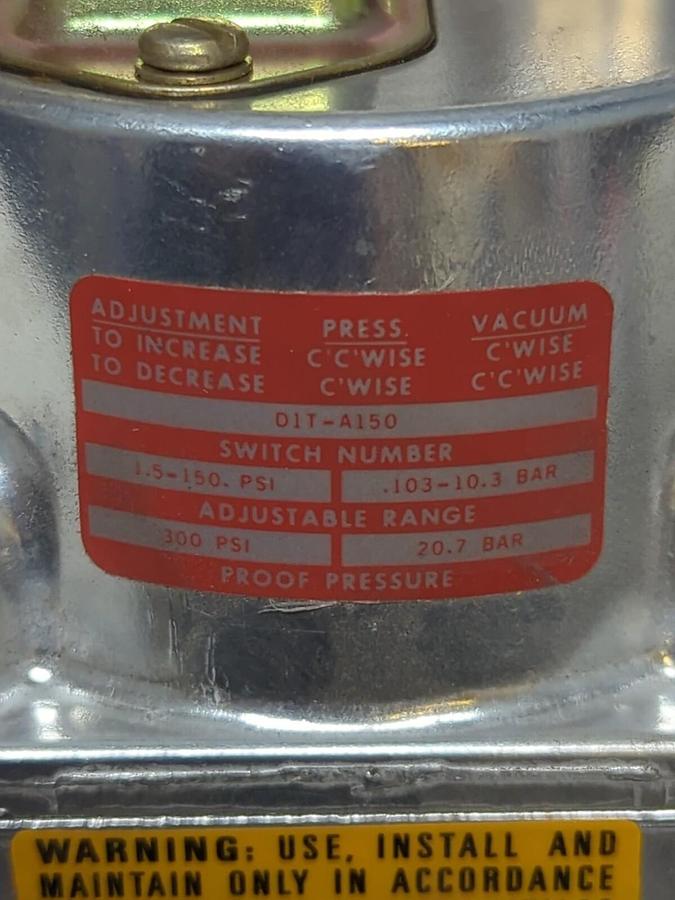 ADJUSTMENT PRESS. VACUUM
TO INCREASE C'C'WISE C'WISE
TO DECREASE C'WISE C'C'WISE
D1T-A150
SWITCH NUMBER
1.5-150. PSI .103-10.3 BAR
ADJUSTABLE RANGE
300 PSI 20.7 BAR
PROOF PRESSURE
WARNING: USE, INSTALL AND
MAINTAIN ONLY IN ACCORDANCE